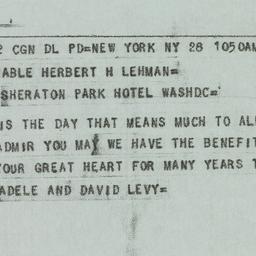 2 CGN DL PD=NEW YORK NY 28 1050AM
ABLE HERBERT H LEHMAN=
SHERATON PARK HOTEL WASHDC=
IS THE DAY THAT MEANS MUCH TO ALL
ADMIR YOU MAY WE HAVE THE BENEFIT
YOUR GREAT HEART FOR MANY YEARS T
ADELE AND DAVID LEVY=